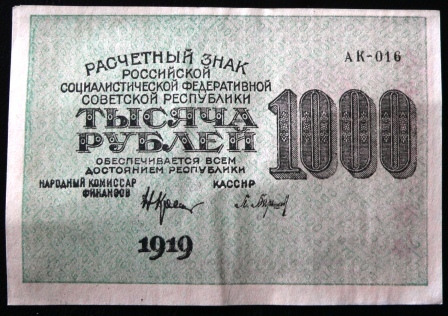 РАСЧЕТНЫЙ ЗНАК
АК-016
РОССИЙСКОЙ
СОЦИАЛИСТИЧЕСКОЙ ФЕДЕРАТИВНОЙ
СОВЕТСКОЙ РЕСПУБЛИКИ
ТЫСЯЧА
РУБЛЕЙ
1000
ОБЕСПЕЧИВАЕТСЯ ВСЕМ
ДОСТОЯНИЕМ РЕСПУБЛИКИ
НАРОДНЫЙ КОМИССАР
ФИНАНСОВ
КАССИР
1919